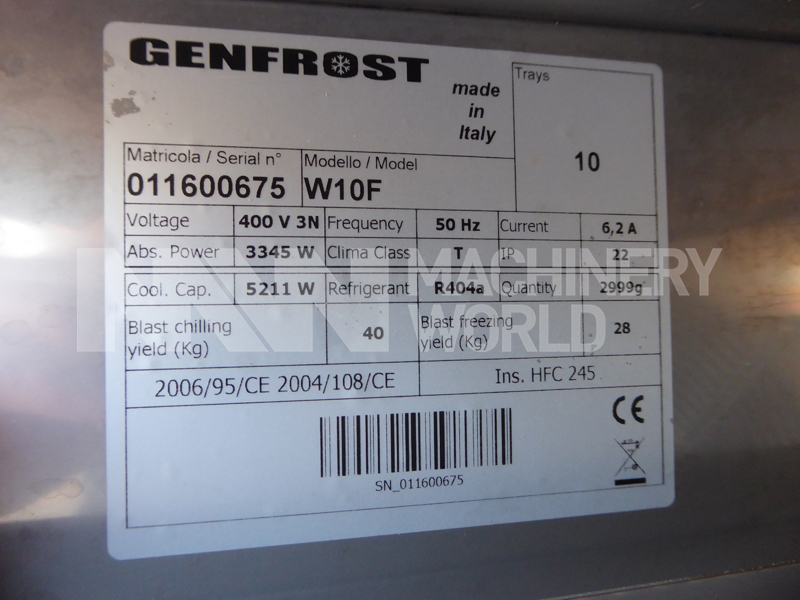 GENFROST
made
in
Italy
Trays
10
Matricola / Serial n° Modello / Model
011600675 W10F
Voltage 400 V 3N Frequency 50 Hz Current 6,2 A
Abs. Power 3345 W Clima Class T IP 22
Cool. Cap. 5211 W Refrigerant R404a Quantity 2999g
Blast chilling
yield (Kg) 40
Blast freezing
yield (Kg) 28
2006/95/CE 2004/108/CE Ins. HFC 245
CE
SN_011600675
MACHINERY
WORLD